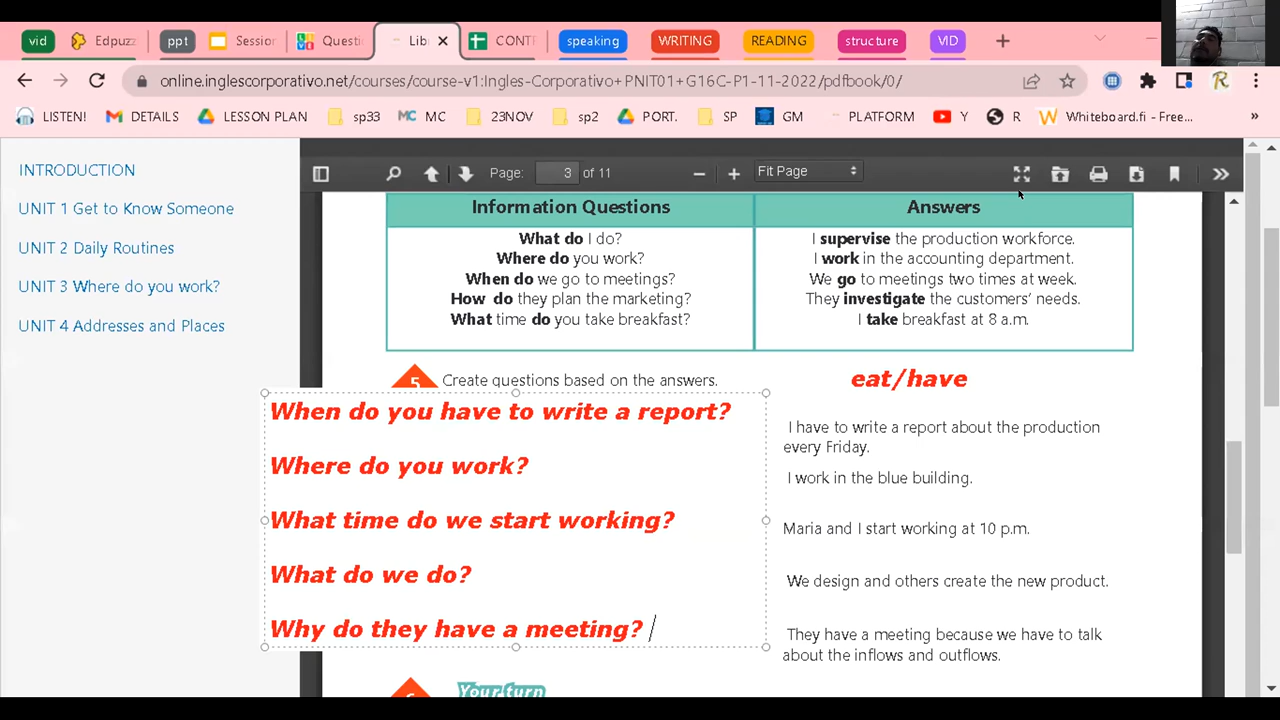 vid
Edpuzz
ppt
Sessio
Questi
Libr
CONT
speaking
WRITING
READING
structure
VID
online.inglescorporativo.net/courses/course-v1:Ingles-Corporativo+PNIT01+G16C-P1-11-2022/pdfbook/0/
LISTEN!
DETAILS
LESSON PLAN
sp33
MC MC
23NOV
sp2
PORT.
SP
GM
PLATFORM
Y
R
Whiteboard.fi - Free...
INTRODUCTION
UNIT 1 Get to Know Someone
UNIT 2 Daily Routines
UNIT 3 Where do you work?
UNIT 4 Addresses and Places
Page: 3 of 11
Fit Page
Information Questions
What do I do?
Where do you work?
When do we go to meetings?
How do they plan the marketing?
What time do you take breakfast?
Answers
I supervise the production workforce.
I work in the accounting department.
We go to meetings two times at week.
They investigate the customers' needs.
I take breakfast at 8 a.m.
5 Create questions based on the answers.
eat/have
When do you have to write a report?
Where do you work?
What time do we start working?
What do we do?
Why do they have a meeting?
I have to write a report about the production
every Friday.
I work in the blue building.
Maria and I start working at 10 p.m.
We design and others create the new product.
They have a meeting because we have to talk
about the inflows and outflows.
Your turn